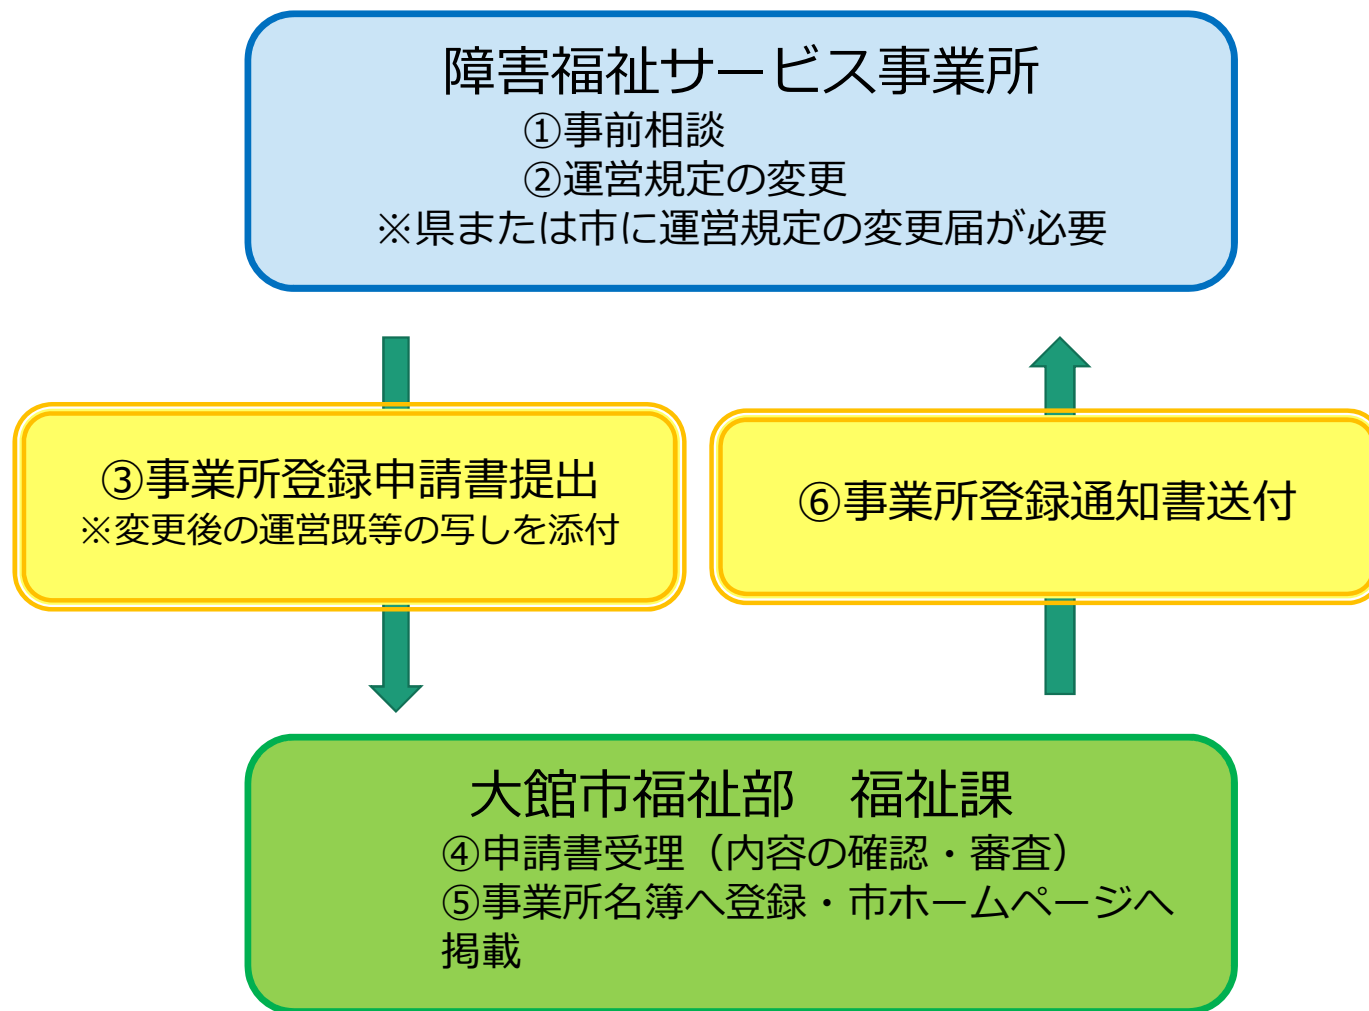 障害福祉サービス事業所
①事前相談
②運営規定の変更
※県または市に運営規定の変更届が必要
③事業所登録申請書提出
※変更後の運営既等の写しを添付
⑥事業所登録通知書送付
大館市福祉部　福祉課
④申請書受理（内容の確認・審査）
⑤事業所名簿へ登録・市ホームページへ
掲載